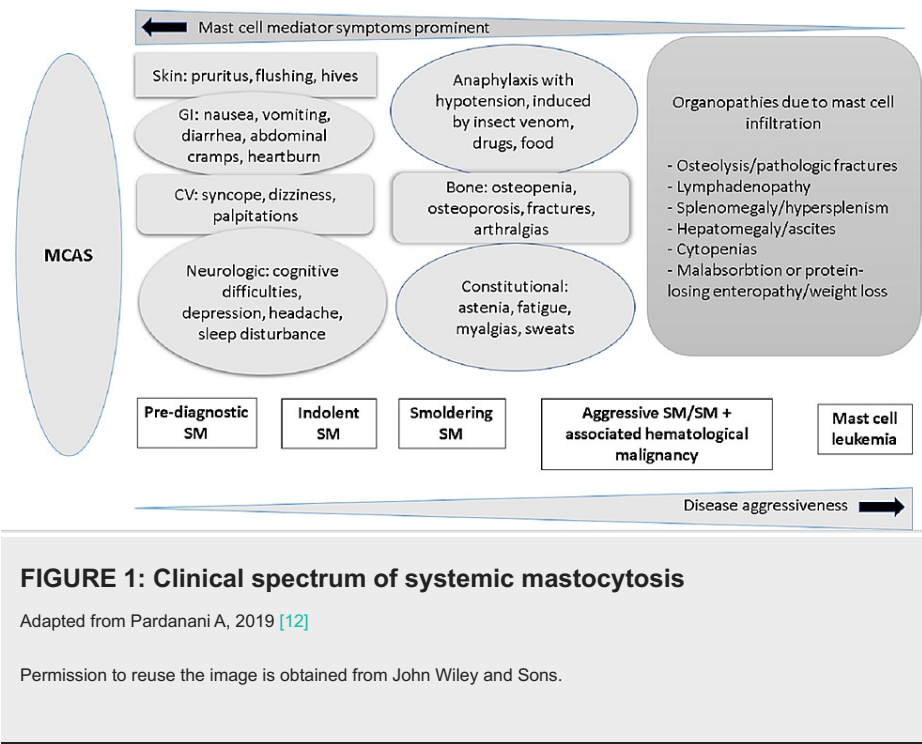 Mast cell mediator symptoms prominent
MCAS
Skin: pruritus, flushing, hives
GI: nausea, vomiting,
diarrhea, abdominal
cramps, heartburn
CV: syncope, dizziness,
palpitations
Neurologic: cognitive
difficulties,
depression, headache,
sleep disturbance
Anaphylaxis with
hypotension, induced
by insect venom,
drugs, food
Bone: osteopenia,
osteoporosis, fractures,
arthralgias
Constitutional:
astenia, fatigue,
myalgias, sweats
Organopathies due to mast cell
infiltration
- Osteolysis/pathologic fractures
- Lymphadenopathy
- Splenomegaly/hypersplenism
- Hepatomegaly/ascites
- Cytopenias
- Malabsorbtion or protein-
losing enteropathy/weight loss
Pre-diagnostic
SM
Indolent
SM
Smoldering
SM
Aggressive SM/SM +
associated hematological
malignancy
Mast cell
leukemia
Disease aggressiveness
FIGURE 1: Clinical spectrum of systemic mastocytosis
Adapted from Pardanani A, 2019 [12]
Permission to reuse the image is obtained from John Wiley and Sons.